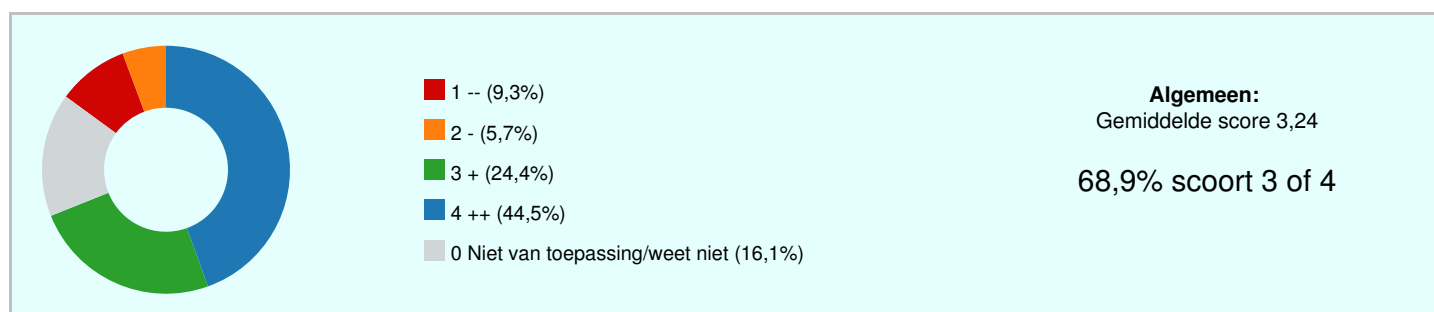 1 -- (9,3%)
2 - (5,7%)
3 + (24,4%)
4 ++ (44,5%)
0 Niet van toepassing/weet niet (16,1%)
Algemeen:
Gemiddelde score 3,24
68,9% scoort 3 of 4